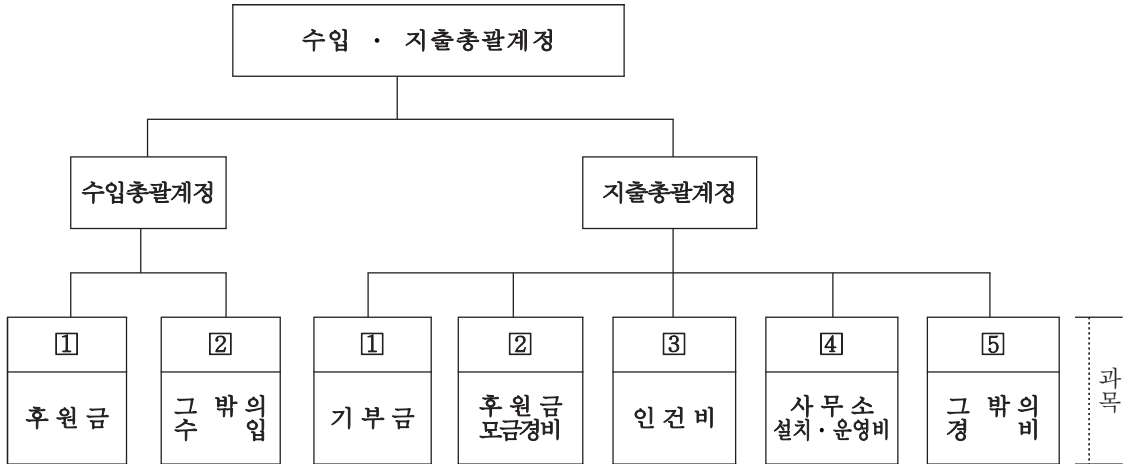 수입 · 지출총괄계정
수입총괄계정
지출총괄계정
1
2
1
2
3
4
5
후원금
그 밖의
수 입
기부금
후원금
모금경비
인건비
사무소
설치 · 운영비
그 밖의
경 비
과목